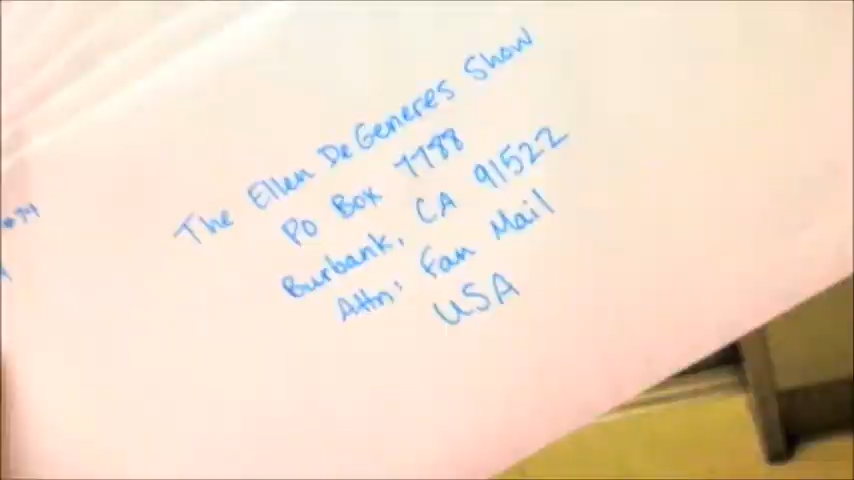 The Ellen DeGeneres Show
PO Box 7788
Burbank, CA 91522
Attn: Fan Mail
USA